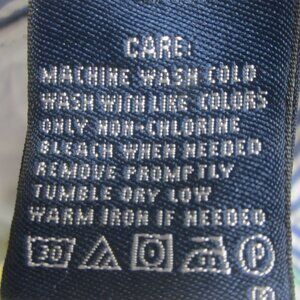 CARE:
MACHINE WASH COLD
WASH WITH LIKE COLORS
ONLY NON-CHLORINE
BLEACH WHEN NEEDED
REMOVE PROMPTLY
TUMBLE DRY LOW
WARM IRON IF NEEDED
30 P